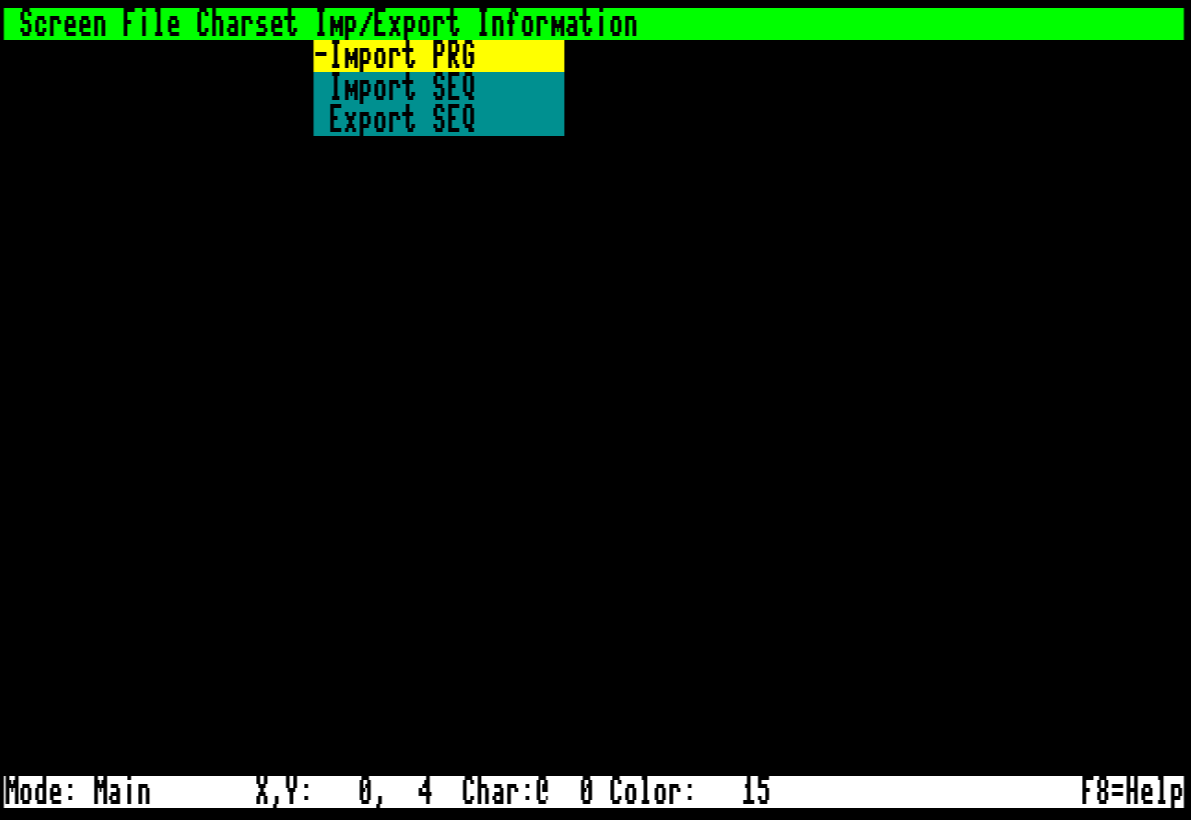 Screen File Charset Imp/Export Information
-Import PRG
Import SEQ
Export SEQ
Mode: Main X,Y: 0, 4 Char:@ 0 Color: 15 F8=Help